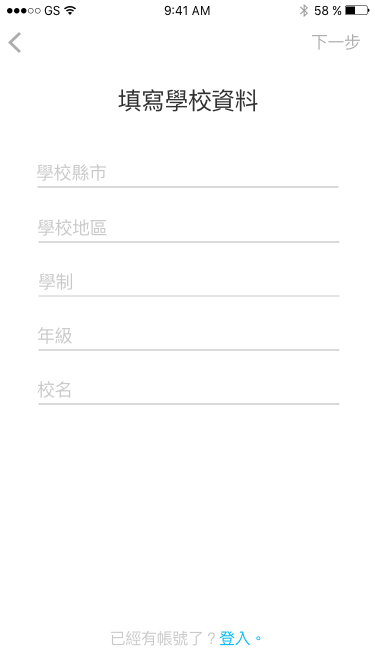 GS 9:41 AM 58 %
下一步
填寫學校資料
學校縣市
學校地區
學制
年級
校名
已經有帳號了？登入。